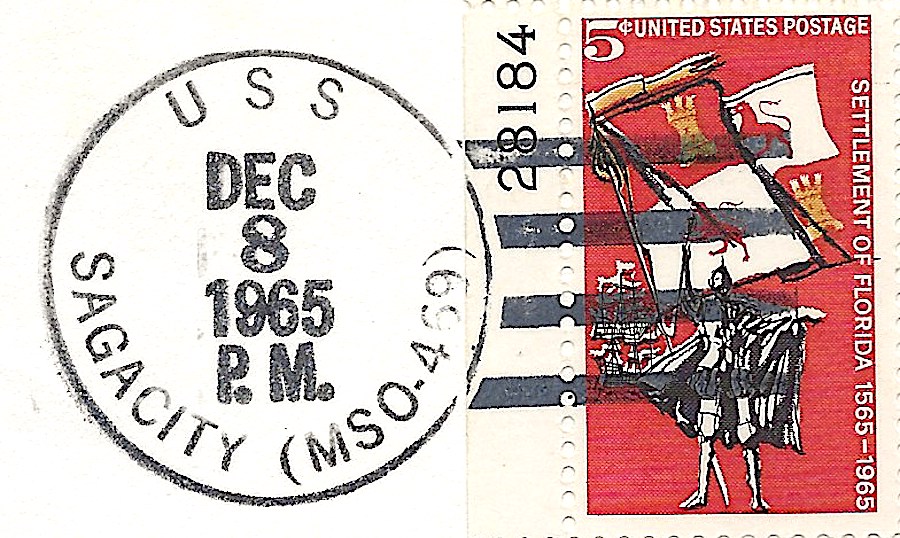 USS
DEC
8
1965
P.M.
SAGACITY (MSO-469)
28184
5¢ UNITED STATES POSTAGE
SETTLEMENT OF FLORIDA 1565–1965